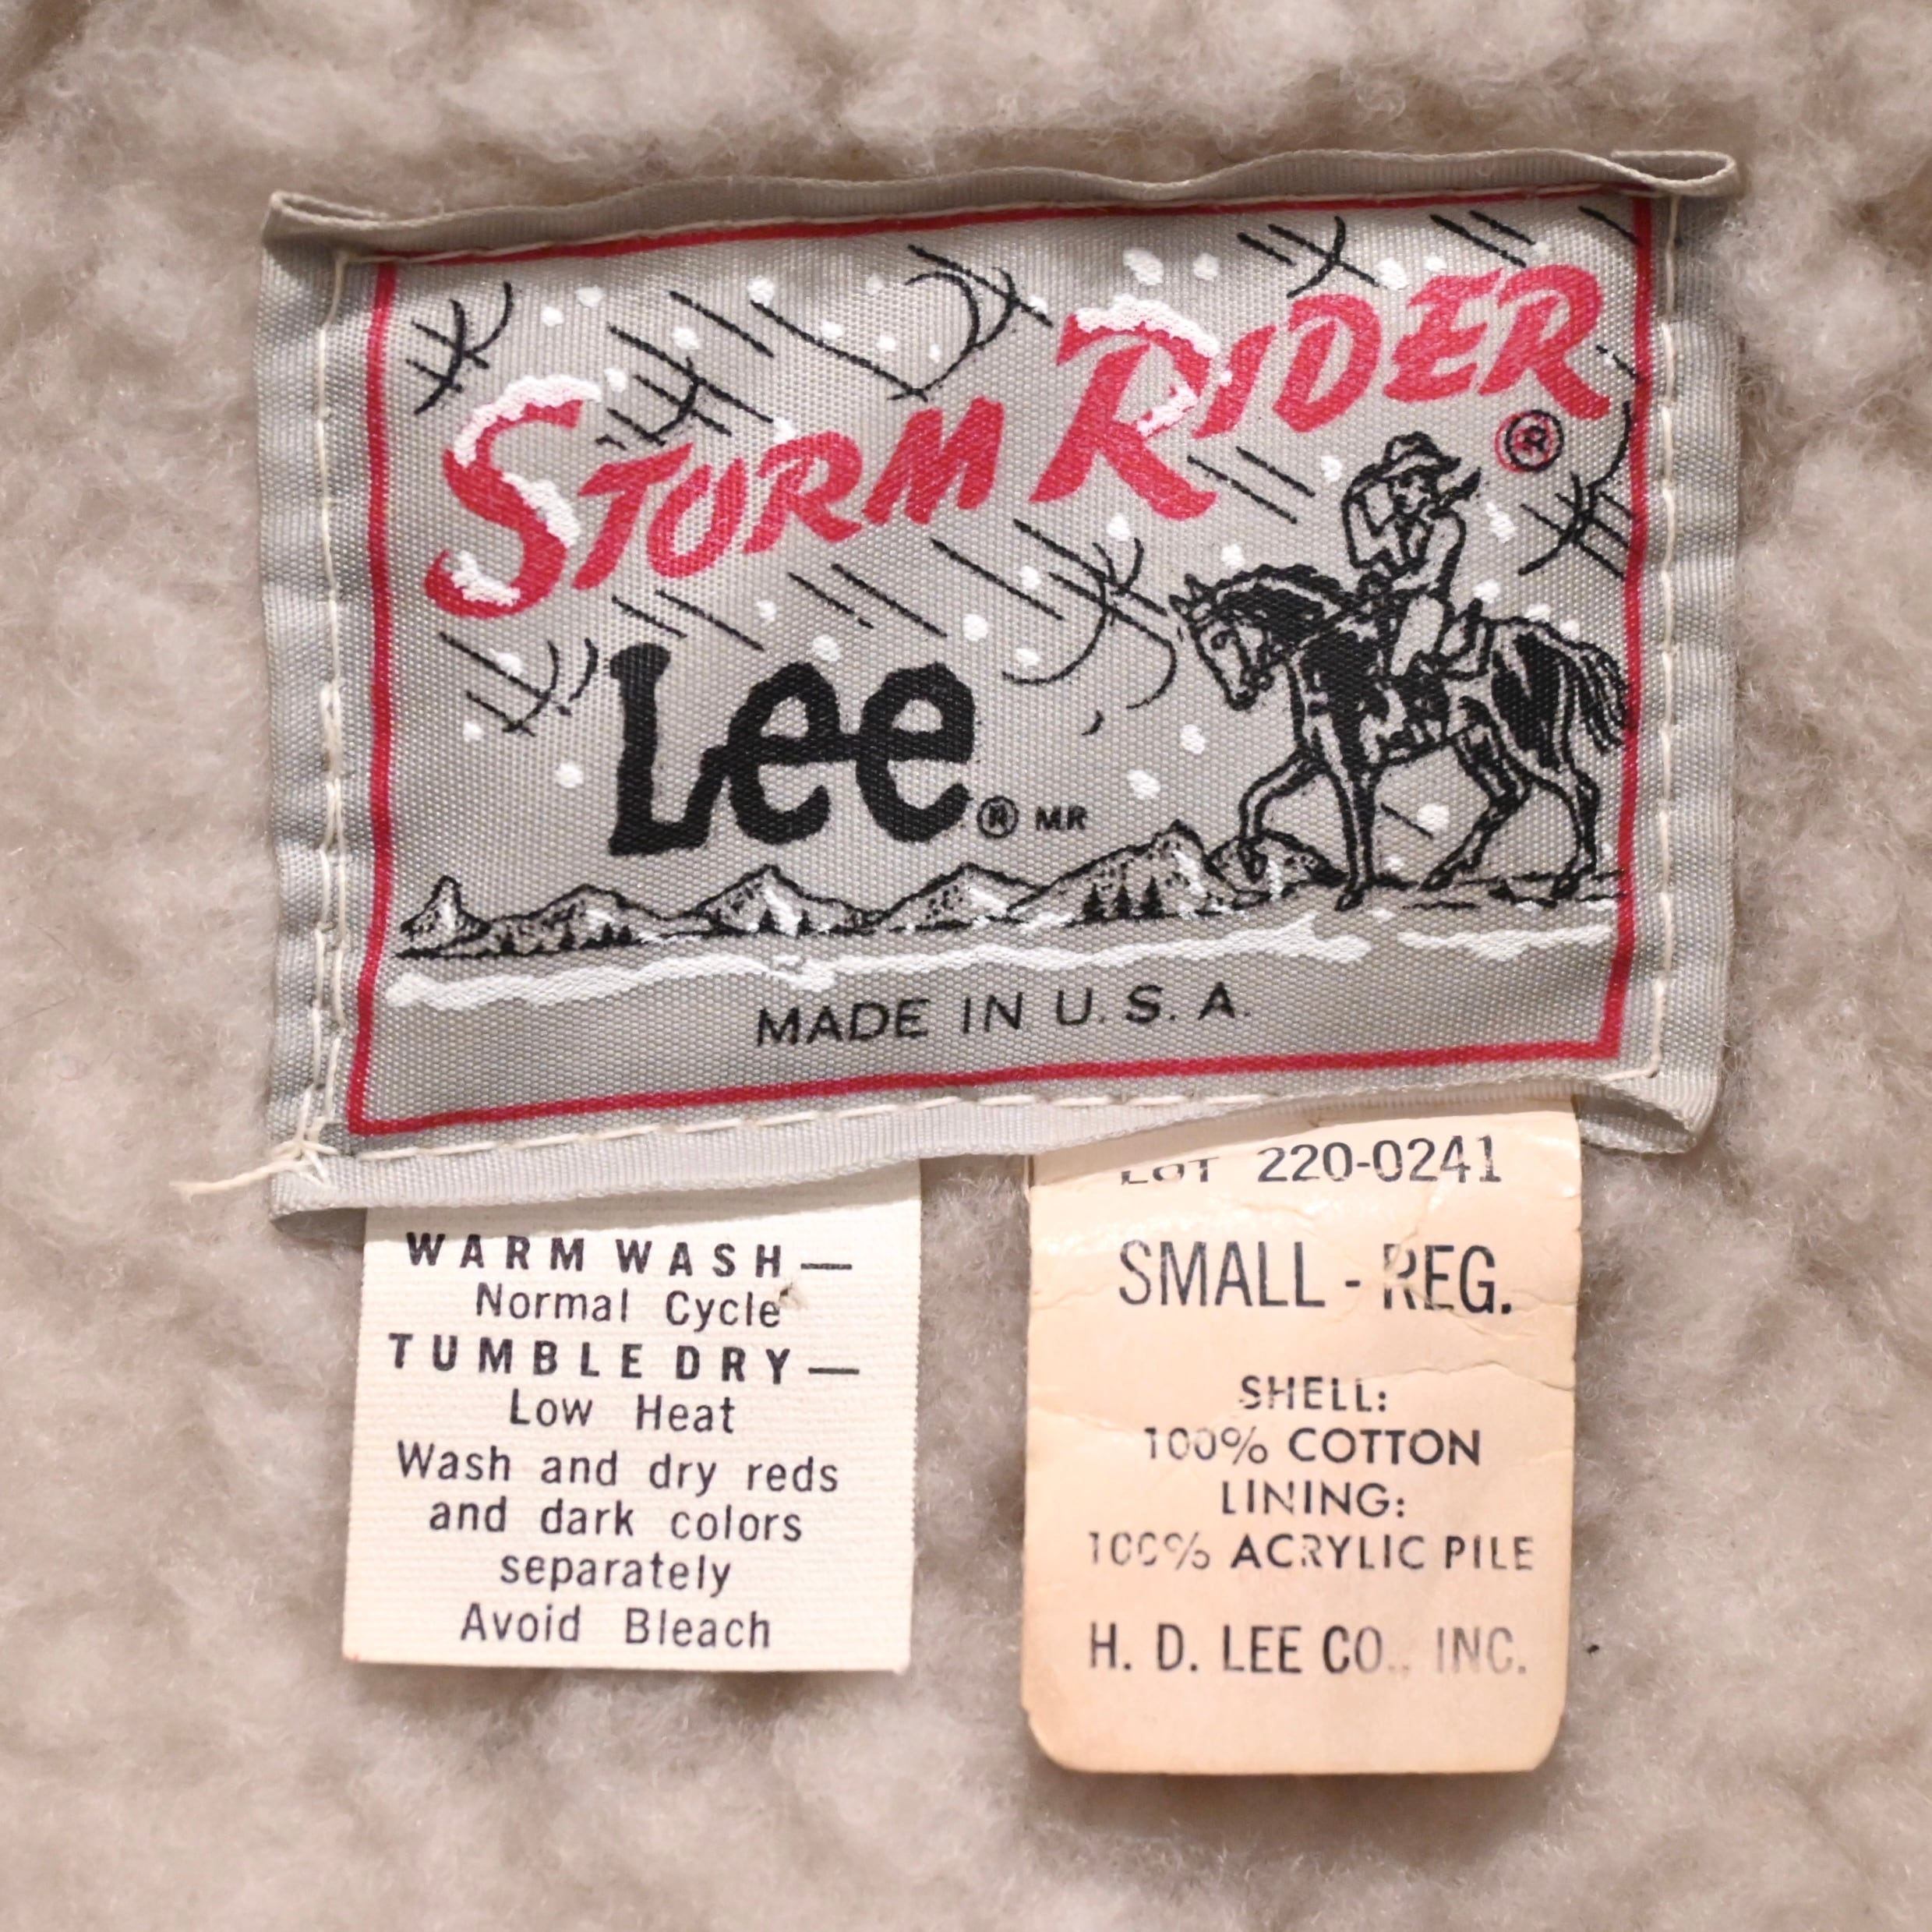 STORM RIDER
®
Lee ® MR
MADE IN U.S.A.
WARM WASH—
Normal Cycle
TUMBLE DRY—
Low Heat
Wash and dry reds
and dark colors
separately
Avoid Bleach
LOT 220-0241
SMALL - REG.
SHELL:
100% COTTON
LINING:
100% ACRYLIC PILE
H. D. LEE CO., INC.